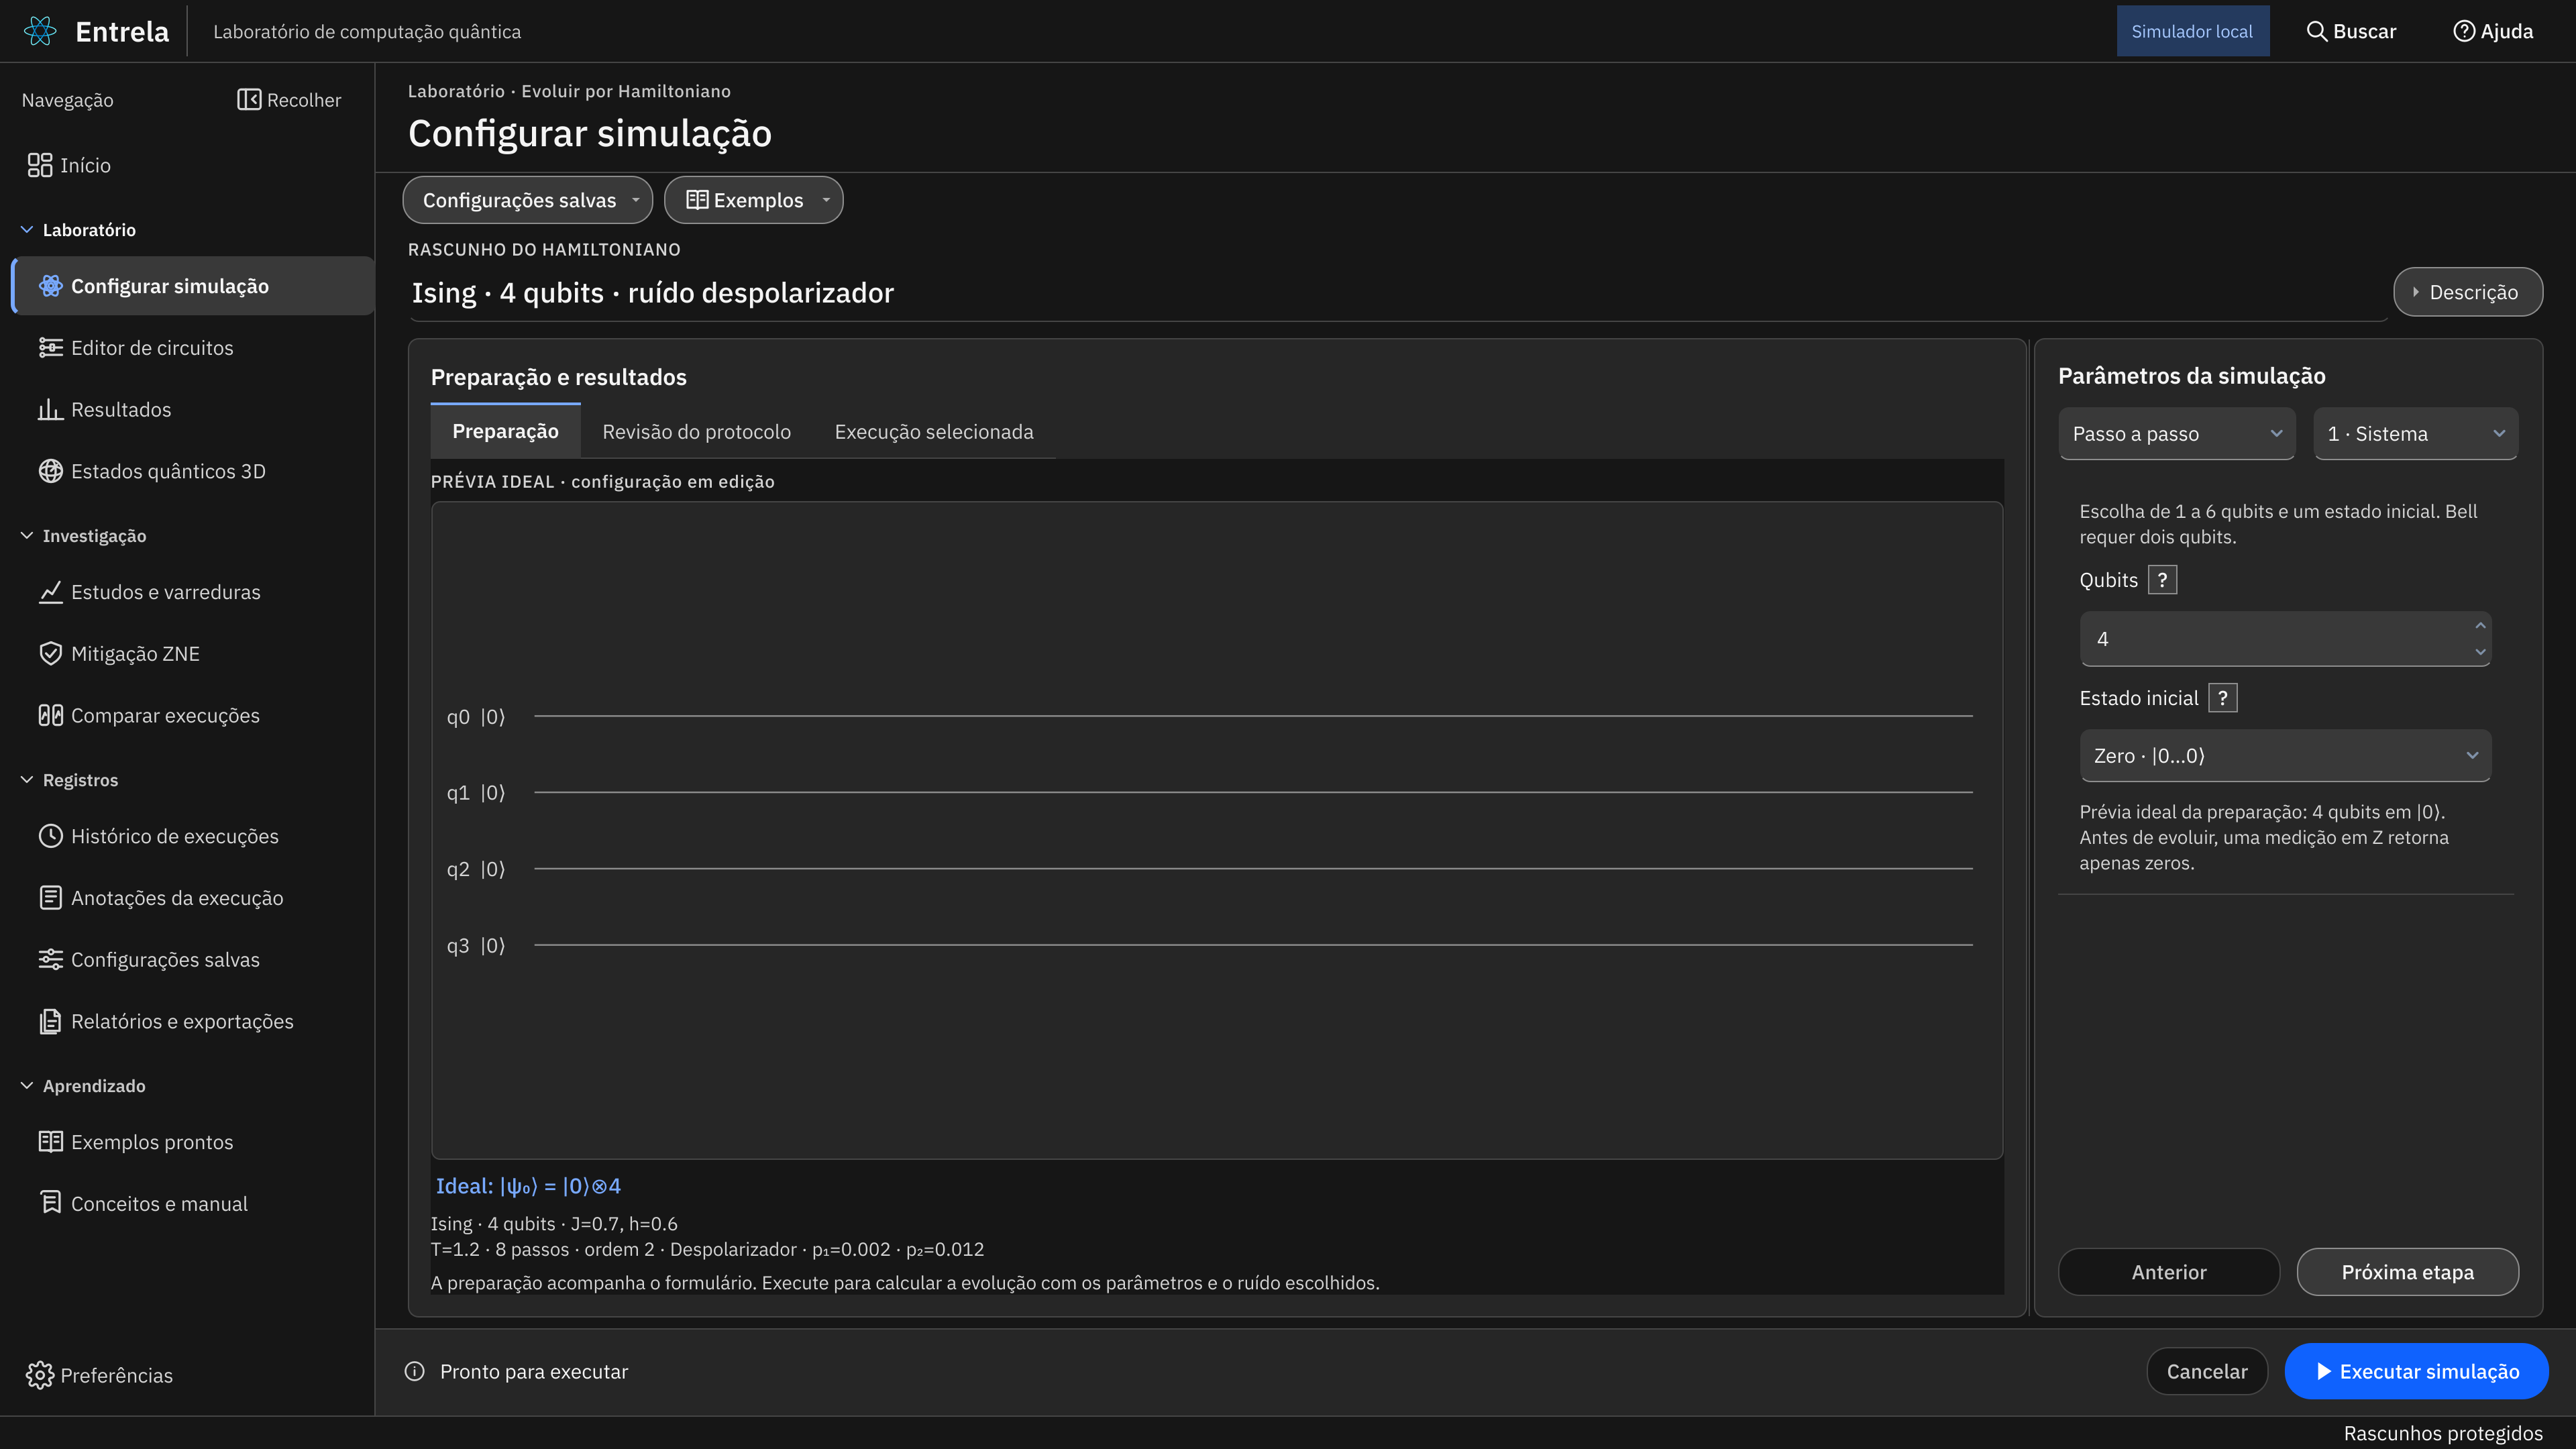 Entrela
Laboratório de computação quântica
Simulador local
Buscar
Ajuda
Navegação
Recolher
Início
Laboratório
Configurar simulação
Editor de circuitos
Resultados
Estados quânticos 3D
Investigação
Estudos e varreduras
Mitigação ZNE
Comparar execuções
Registros
Histórico de execuções
Anotações da execução
Configurações salvas
Relatórios e exportações
Aprendizado
Exemplos prontos
Conceitos e manual
Preferências
Laboratório · Evoluir por Hamiltoniano
Configurar simulação
Configurações salvas
Exemplos
RASCUNHO DO HAMILTONIANO
Ising · 4 qubits · ruído despolarizador
Descrição
Preparação e resultados
Preparação
Revisão do protocolo
Execução selecionada
PRÉVIA IDEAL · configuração em edição
q0 |0⟩
q1 |0⟩
q2 |0⟩
q3 |0⟩
Ideal: |ψ₀⟩ = |0⟩⊗4
Ising · 4 qubits · J=0.7, h=0.6
T=1.2 · 8 passos · ordem 2 · Despolarizador · p₁=0.002 · p₂=0.012
A preparação acompanha o formulário. Execute para calcular a evolução com os parâmetros e o ruído escolhidos.
Parâmetros da simulação
Passo a passo
1 · Sistema
Escolha de 1 a 6 qubits e um estado inicial. Bell
requer dois qubits.
Qubits ?
4
Estado inicial ?
Zero · |0…0⟩
Prévia ideal da preparação: 4 qubits em |0⟩.
Antes de evoluir, uma medição em Z retorna
apenas zeros.
Anterior
Próxima etapa
Pronto para executar
Cancelar
Executar simulação
Rascunhos protegidos